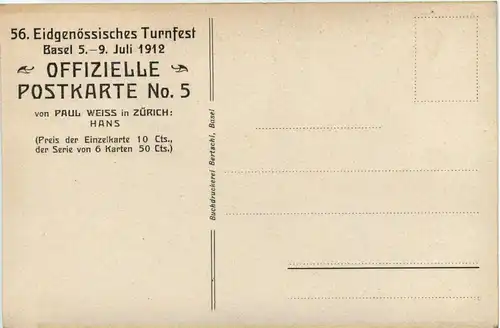 56. Eidgenössisches Turnfest
Basel 5.–9. Juli 1912
OFFIZIELLE
POSTKARTE No. 5
von PAUL WEISS in ZÜRICH:
HANS
(Preis der Einzelkarte 10 Cts.,
der Serie von 6 Karten 50 Cts.)
Buchdruckerei Bertschi, Basel